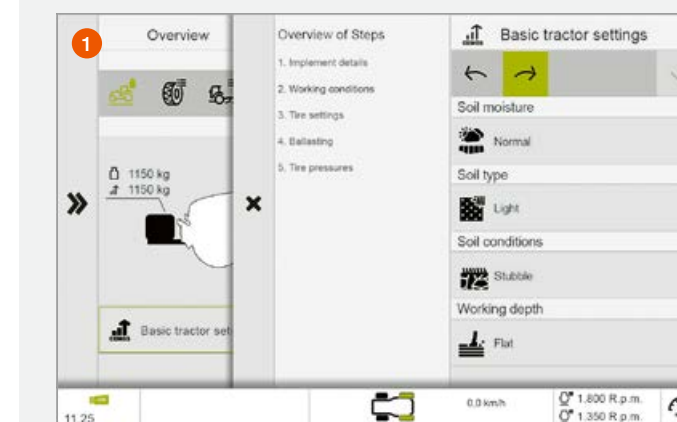 1
Overview
1150 kg
1150 kg
Basic tractor set
Overview of Steps
1. Implement details
2. Working conditions
3. Tire settings
4. Ballasting
5. Tire pressures
Basic tractor settings
Soil moisture
Normal
Soil type
Light
Soil conditions
Stubble
Working depth
Flat
11.25
0,0 km/h
1.800 R.p.m.
1.350 R.p.m.